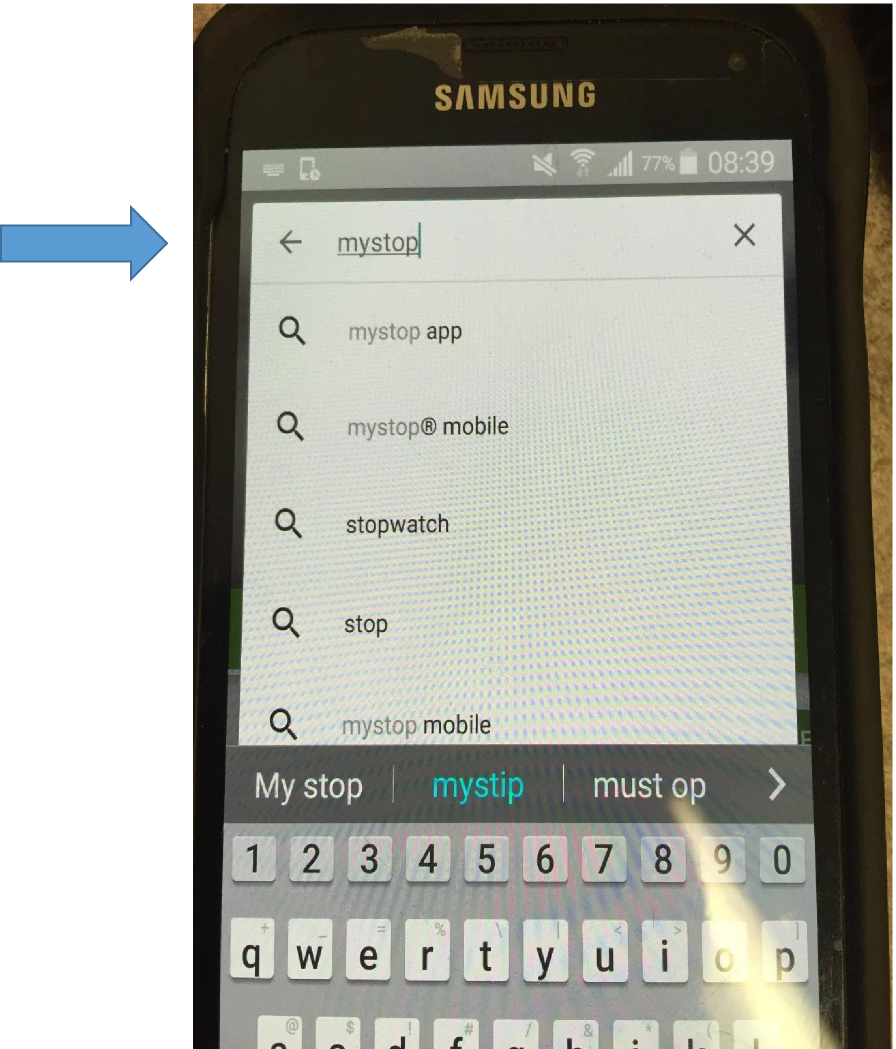 SAMSUNG
77% 08:39
mystop
mystop app
mystop® mobile
stopwatch
stop
mystop mobile
E
My stop mystip must op
1 2 3 4 5 6 7 8 9 0
+ _ = % \ | < > ]
q w e r t y u i o p
@ $ ! # / & * (